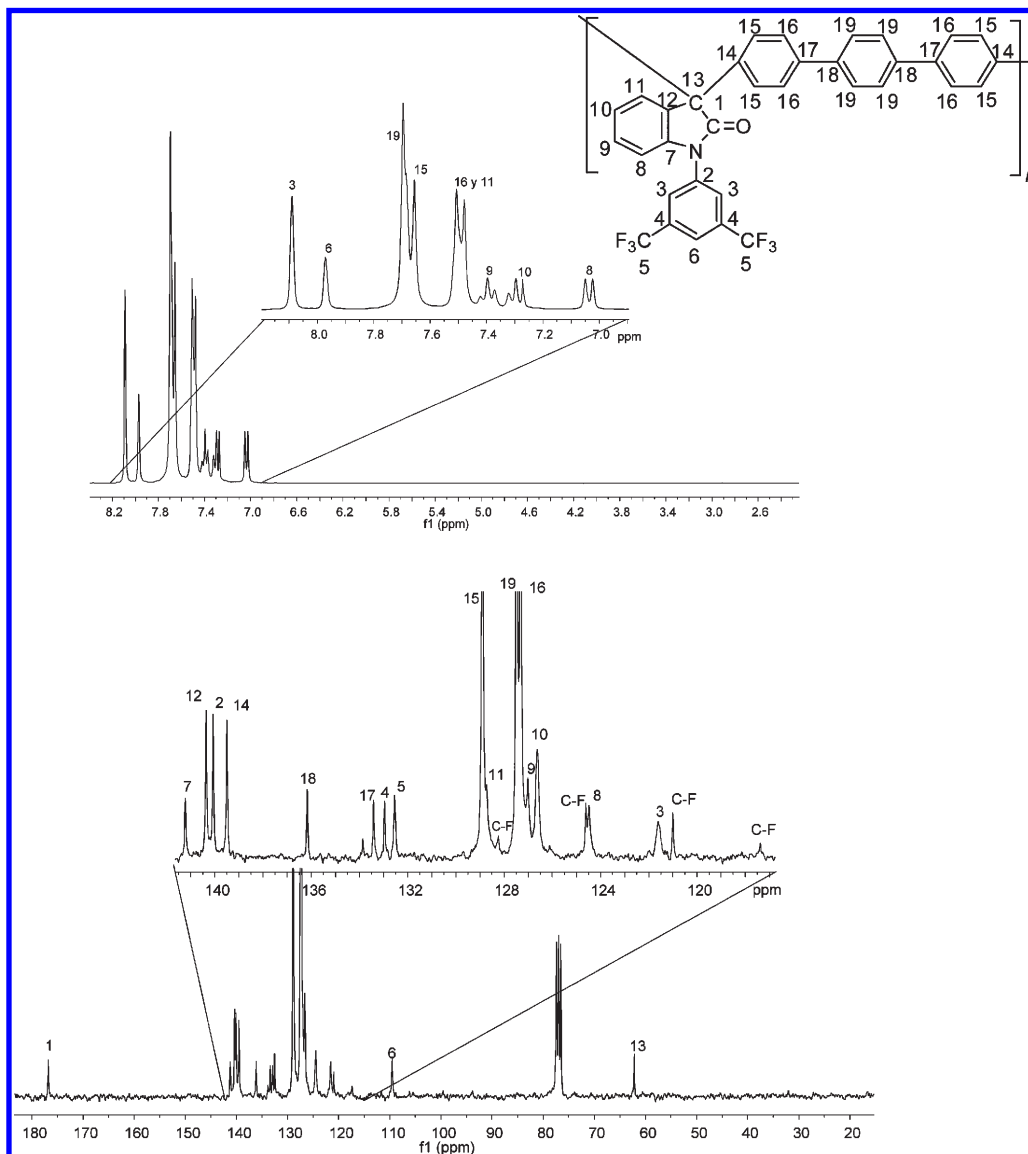 15 16 19 19 16 15
14 17 18 18 17 14
15 16 19 19 16 15
13
11 12 1
10 O
9 7 N
8 2
3 3
4 4
F3C CF3
5 6 5
19 15 16 y 11
3
6
9 10 8
8.0 7.8 7.6 7.4 7.2 7.0 ppm
8.2 7.8 7.4 7.0 6.6 6.2 5.8 5.4 5.0 4.6 4.2 3.8 3.4 3.0 2.6
f1 (ppm)
15 19 16
12 2 14
7 18 17 4 5 11 C-F 9 10 C-F 8 3 C-F C-F
140 136 132 128 124 120 ppm
1 6 13
180 170 160 150 140 130 120 110 100 90 80 70 60 50 40 30 20
f1 (ppm)